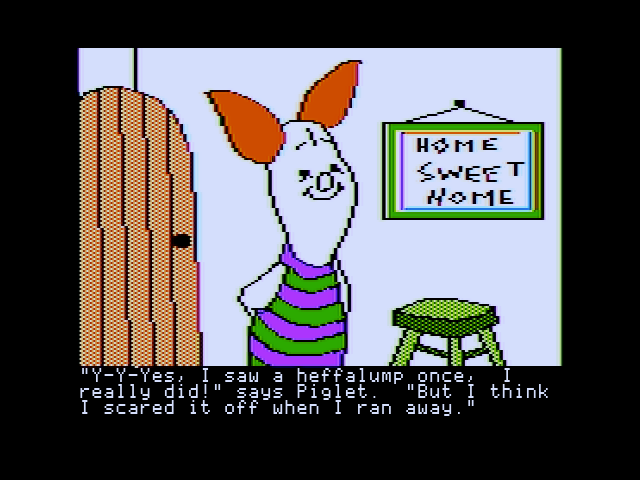 HOME
SWEET
HOME
"Y-Y-Yes, I saw a heffalump once,  I
really did!" says Piglet.  "But I think
I scared it off when I ran away."